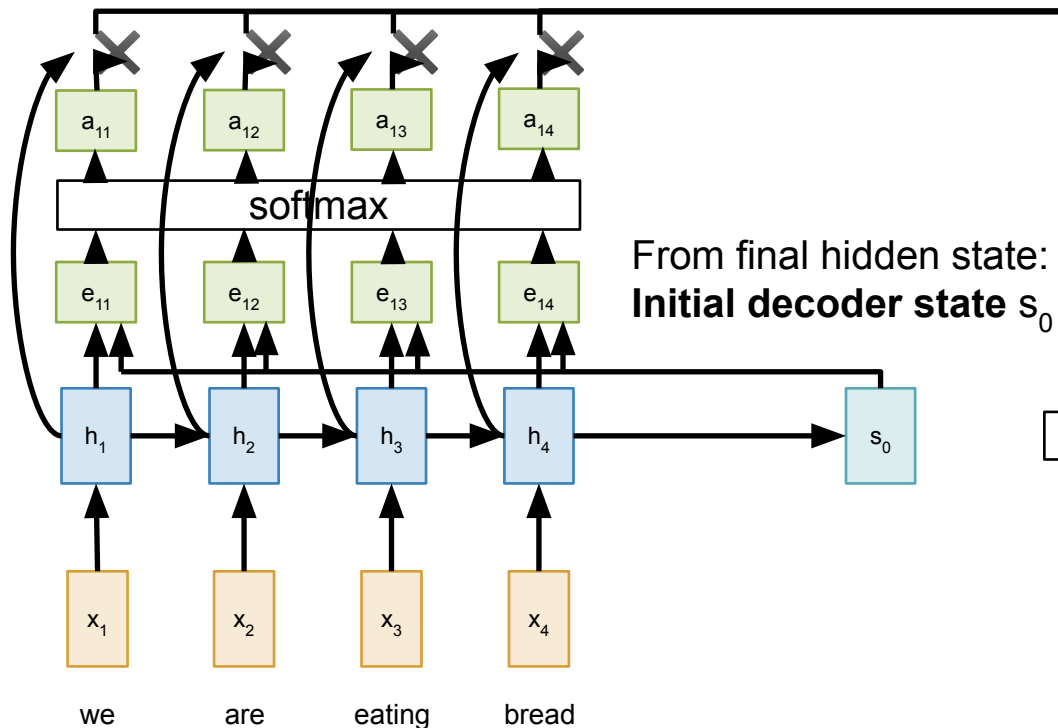 a11 a12 a13 a14
softmax
e11 e12 e13 e14
From final hidden state:
Initial decoder state s0
h1 h2 h3 h4 s0
x1 x2 x3 x4
we are eating bread